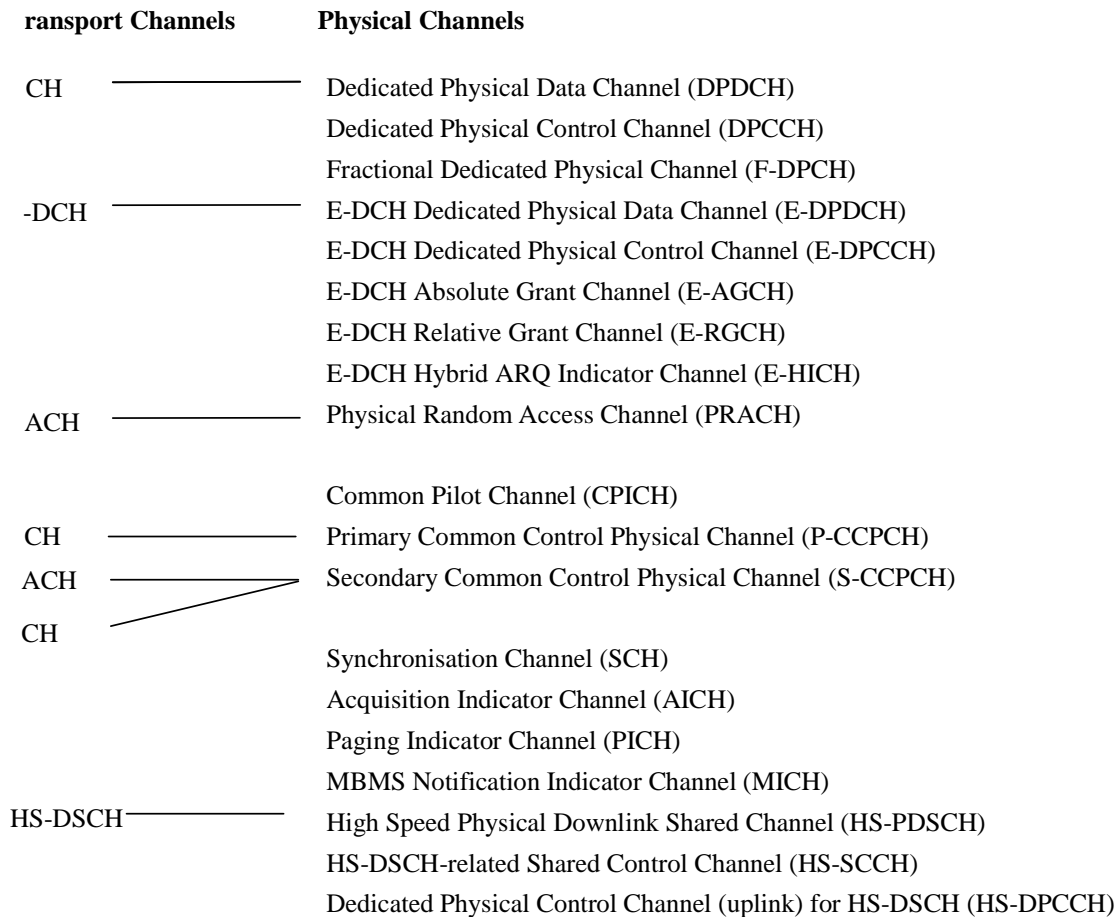 ransport Channels Physical Channels
CH Dedicated Physical Data Channel (DPDCH)
Dedicated Physical Control Channel (DPCCH)
Fractional Dedicated Physical Channel (F-DPCH)
-DCH E-DCH Dedicated Physical Data Channel (E-DPDCH)
E-DCH Dedicated Physical Control Channel (E-DPCCH)
E-DCH Absolute Grant Channel (E-AGCH)
E-DCH Relative Grant Channel (E-RGCH)
E-DCH Hybrid ARQ Indicator Channel (E-HICH)
ACH Physical Random Access Channel (PRACH)
Common Pilot Channel (CPICH)
CH Primary Common Control Physical Channel (P-CCPCH)
ACH Secondary Common Control Physical Channel (S-CCPCH)
CH
Synchronisation Channel (SCH)
Acquisition Indicator Channel (AICH)
Paging Indicator Channel (PICH)
MBMS Notification Indicator Channel (MICH)
HS-DSCH High Speed Physical Downlink Shared Channel (HS-PDSCH)
HS-DSCH-related Shared Control Channel (HS-SCCH)
Dedicated Physical Control Channel (uplink) for HS-DSCH (HS-DPCCH)